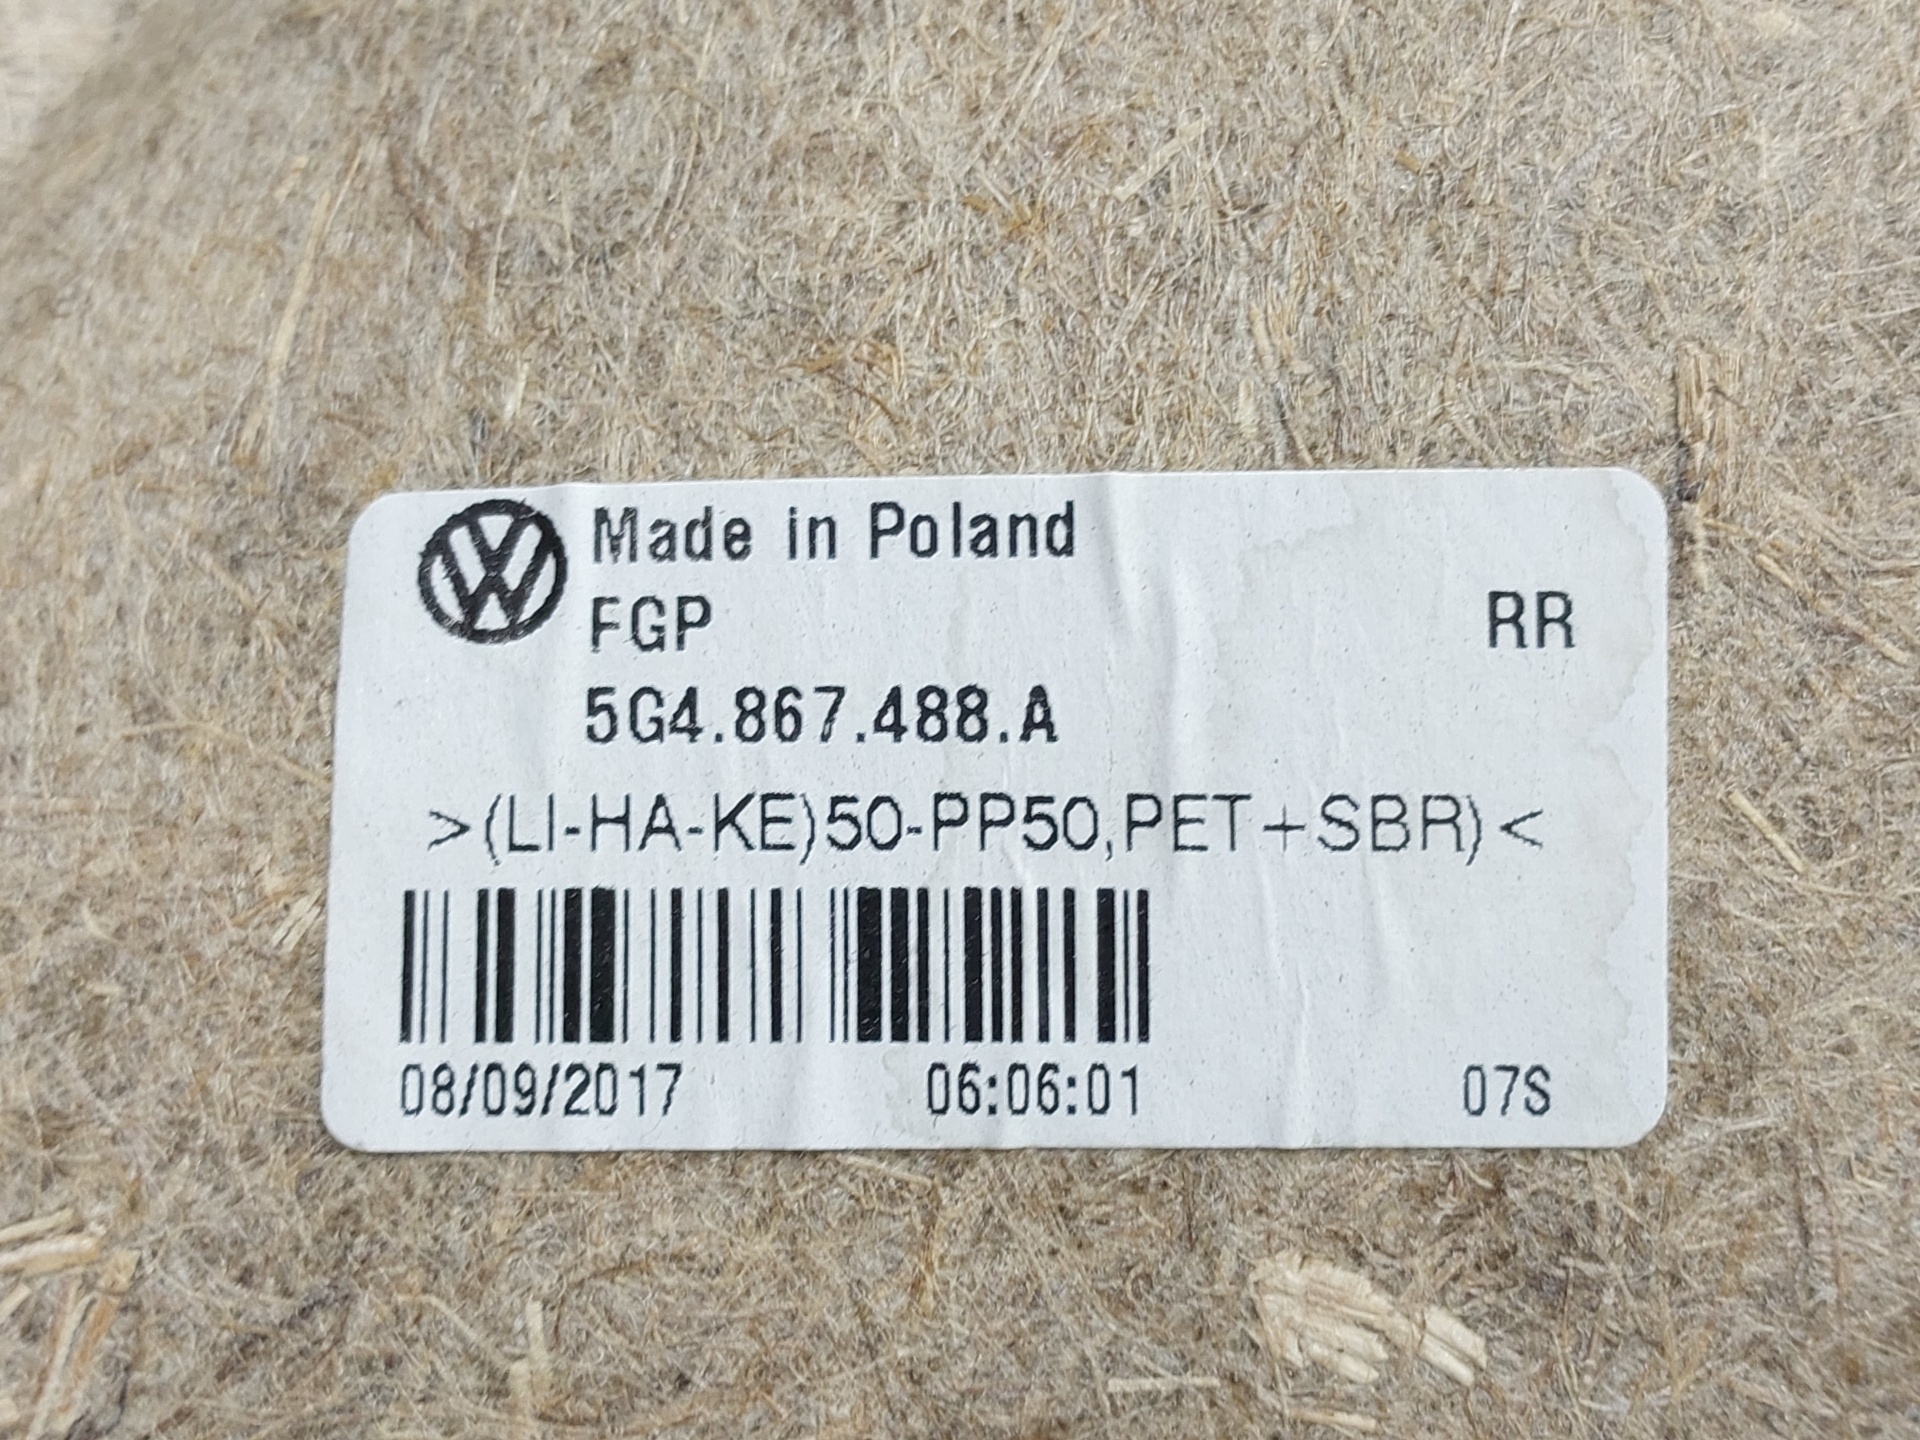 Made in Poland
FGP RR
5G4.867.488.A
>(LI-HA-KE)50-PP50,PET+SBR)<
08/09/2017 06:06:01 07S